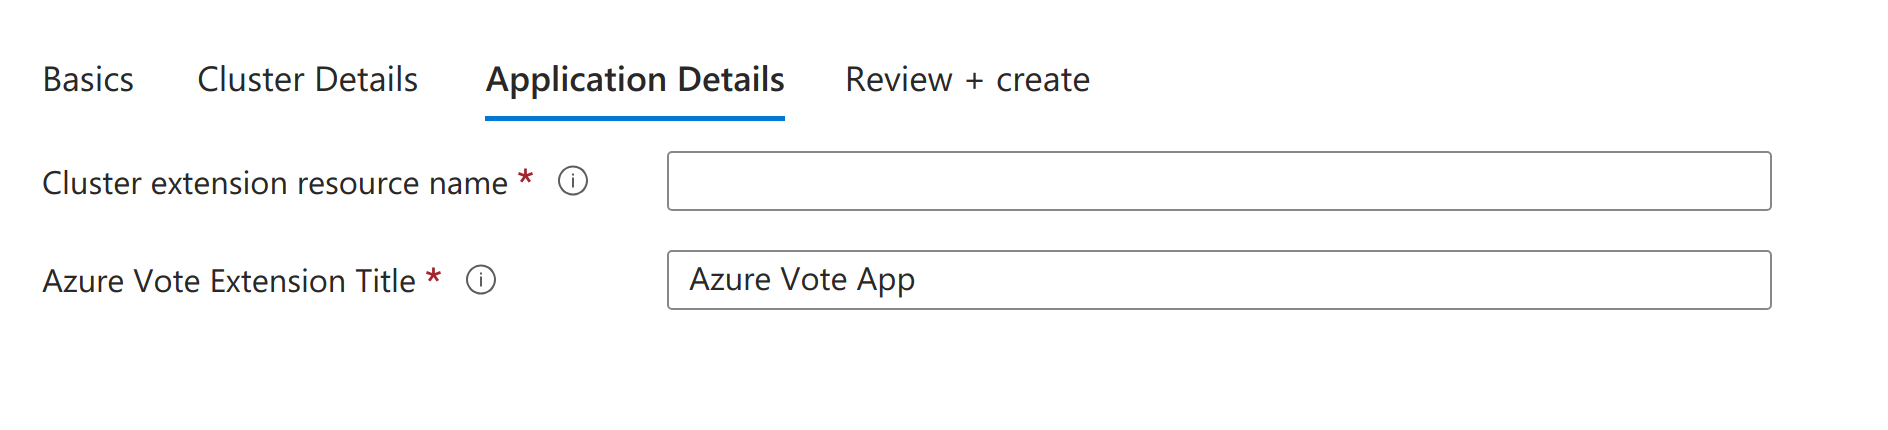 Basics Cluster Details Application Details Review + create
Cluster extension resource name *
Azure Vote Extension Title * Azure Vote App